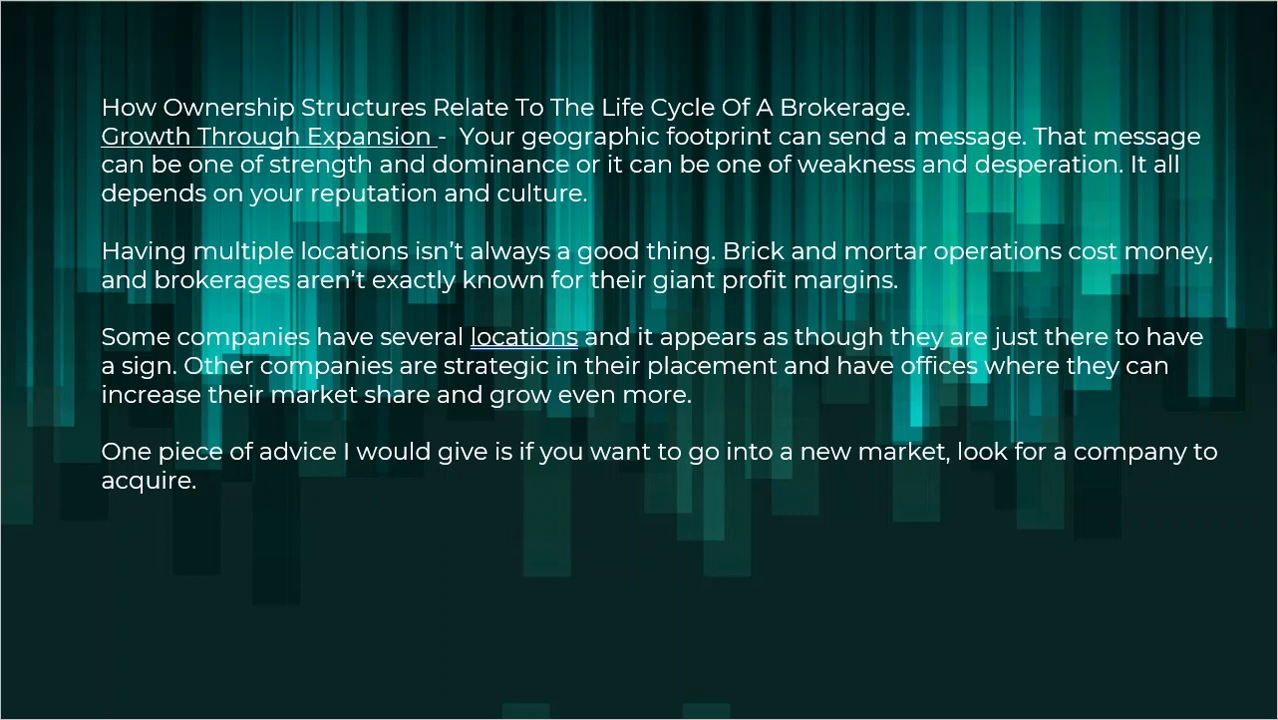 How Ownership Structures Relate To The Life Cycle Of A Brokerage.
Growth Through Expansion -  Your geographic footprint can send a message. That message
can be one of strength and dominance or it can be one of weakness and desperation. It all
depends on your reputation and culture.
Having multiple locations isn’t always a good thing. Brick and mortar operations cost money,
and brokerages aren’t exactly known for their giant profit margins.
Some companies have several locations and it appears as though they are just there to have
a sign. Other companies are strategic in their placement and have offices where they can
increase their market share and grow even more.
One piece of advice I would give is if you want to go into a new market, look for a company to
acquire.